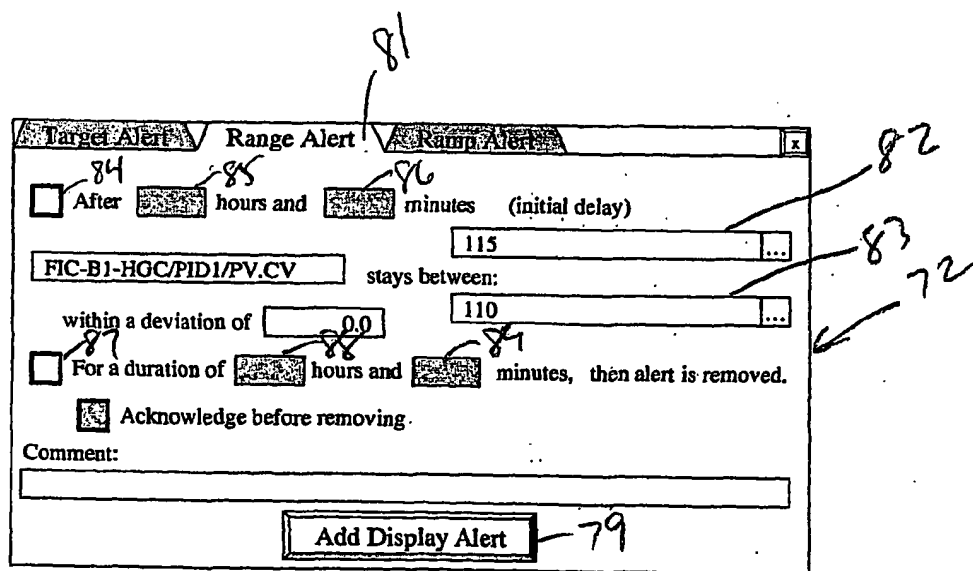 81
Target Alert Range Alert Ramp Alert x
84 85 86 82
After hours and minutes (initial delay)
115 ...
83
FIC-B1-HGC/PID1/PV.CV stays between:
72
110 ...
within a deviation of 0.0
87 88 89
For a duration of hours and minutes, then alert is removed.
Acknowledge before removing
Comment:
Add Display Alert 79